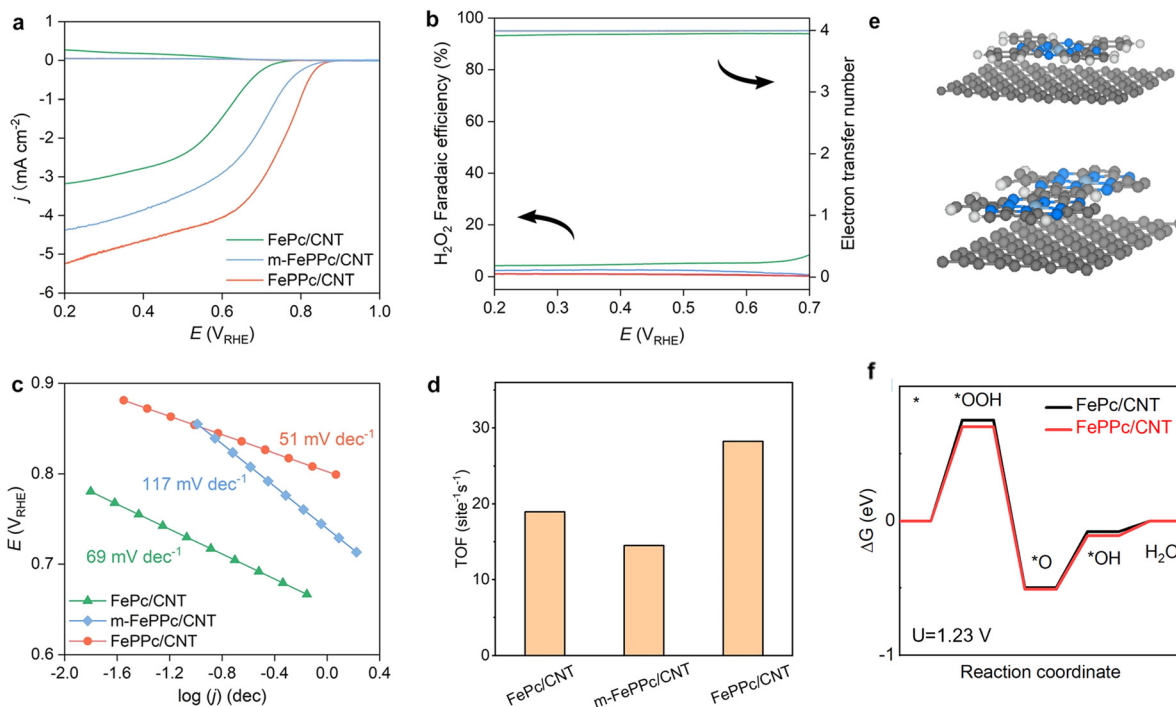 a
1
0
-1
-2
-3
-4
-5
-6
j (mA cm⁻²)
FePc/CNT
m-FePPc/CNT
FePPc/CNT
0.2 0.4 0.6 0.8 1.0
E (V_RHE)
b
100
80
60
40
20
0
H₂O₂ Faradaic efficiency (%)
4
3
2
1
0
Electron transfer number
0.2 0.3 0.4 0.5 0.6 0.7
E (V_RHE)
e
c
0.9
0.8
0.7
0.6
E (V_RHE)
51 mV dec⁻¹
117 mV dec⁻¹
69 mV dec⁻¹
FePc/CNT
m-FePPc/CNT
FePPc/CNT
-2.0 -1.6 -1.2 -0.8 -0.4 0.0 0.4
log (j) (dec)
d
30
20
10
0
TOF (site⁻¹s⁻¹)
FePc/CNT
m-FePPc/CNT
FePPc/CNT
f
FePc/CNT
FePPc/CNT
*
*OOH
*O
*OH
H₂O
0
-1
ΔG (eV)
U=1.23 V
Reaction coordinate